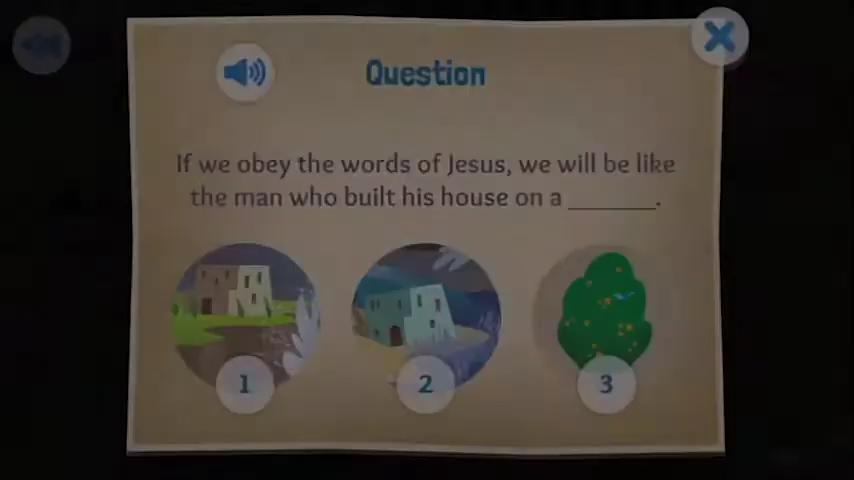 Question
If we obey the words of Jesus, we will be like
the man who built his house on a _______.
1
2
3